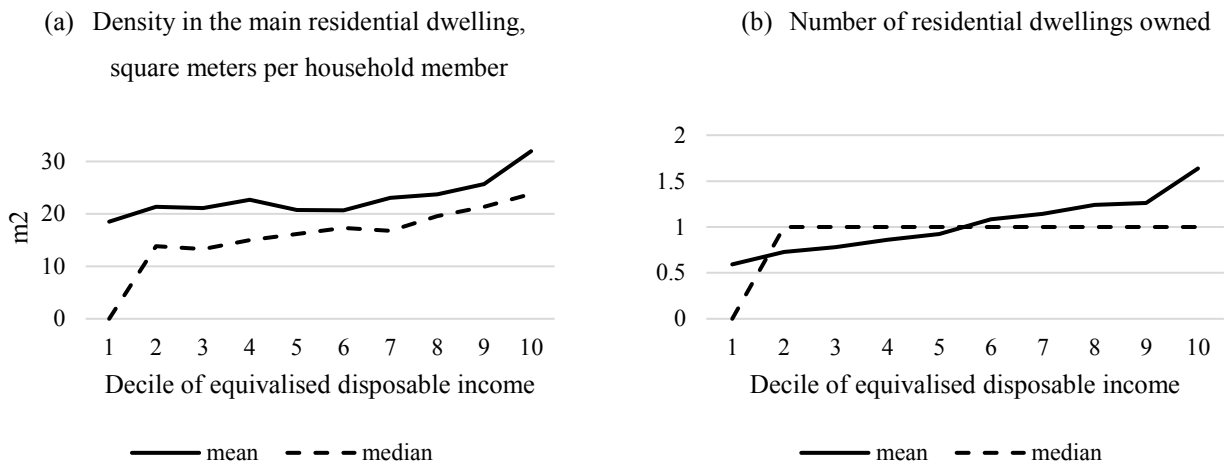 (a) Density in the main residential dwelling,
square meters per household member
30
20
10
0
m2
1 2 3 4 5 6 7 8 9 10
Decile of equivalised disposable income
mean median
(b) Number of residential dwellings owned
2
1.5
1
0.5
0
1 2 3 4 5 6 7 8 9 10
Decile of equivalised disposable income
mean median